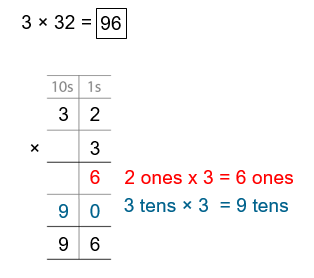 3 × 32 = 96
10s 1s
3 2
× 3
6 2 ones x 3 = 6 ones
9 0 3 tens × 3 = 9 tens
9 6